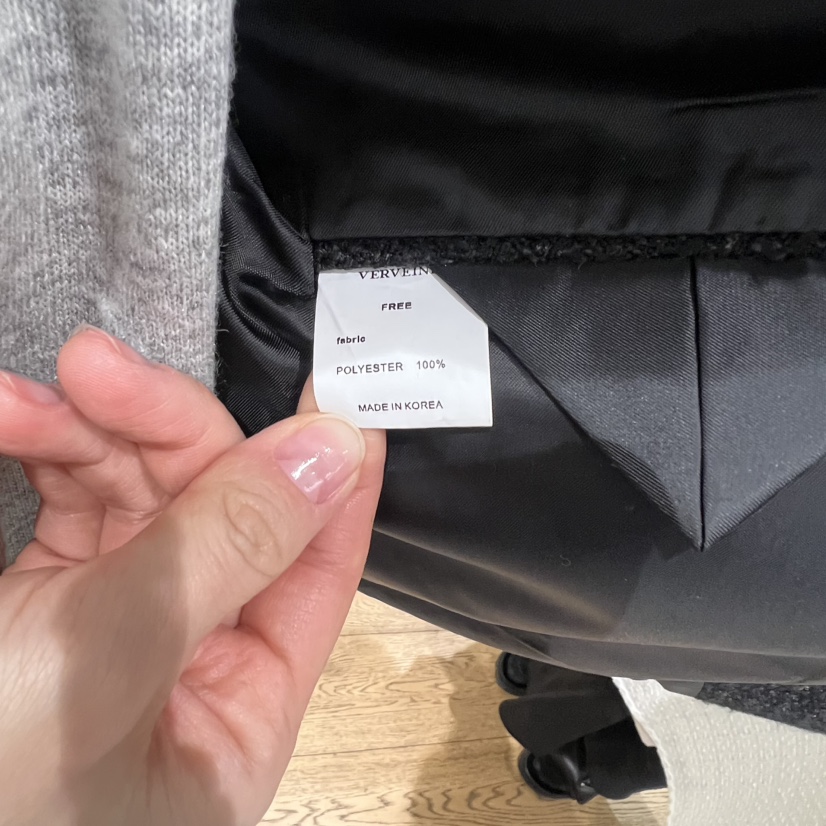 VERVEIN
FREE
fabric
POLYESTER 100%
MADE IN KOREA